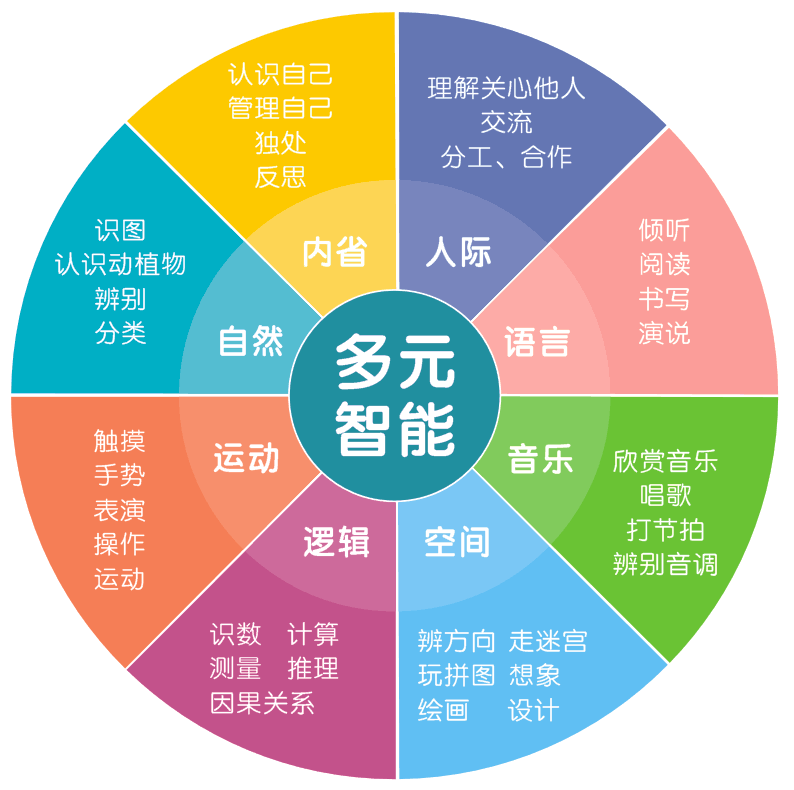 多元
智能
人际
理解关心他人
交流
分工、合作
语言
倾听
阅读
书写
演说
音乐
欣赏音乐
唱歌
打节拍
辨别音调
空间
辨方向 走迷宫
玩拼图 想象
绘画 设计
逻辑
识数 计算
测量 推理
因果关系
运动
触摸
手势
表演
操作
运动
自然
识图
认识动植物
辨别
分类
内省
认识自己
管理自己
独处
反思